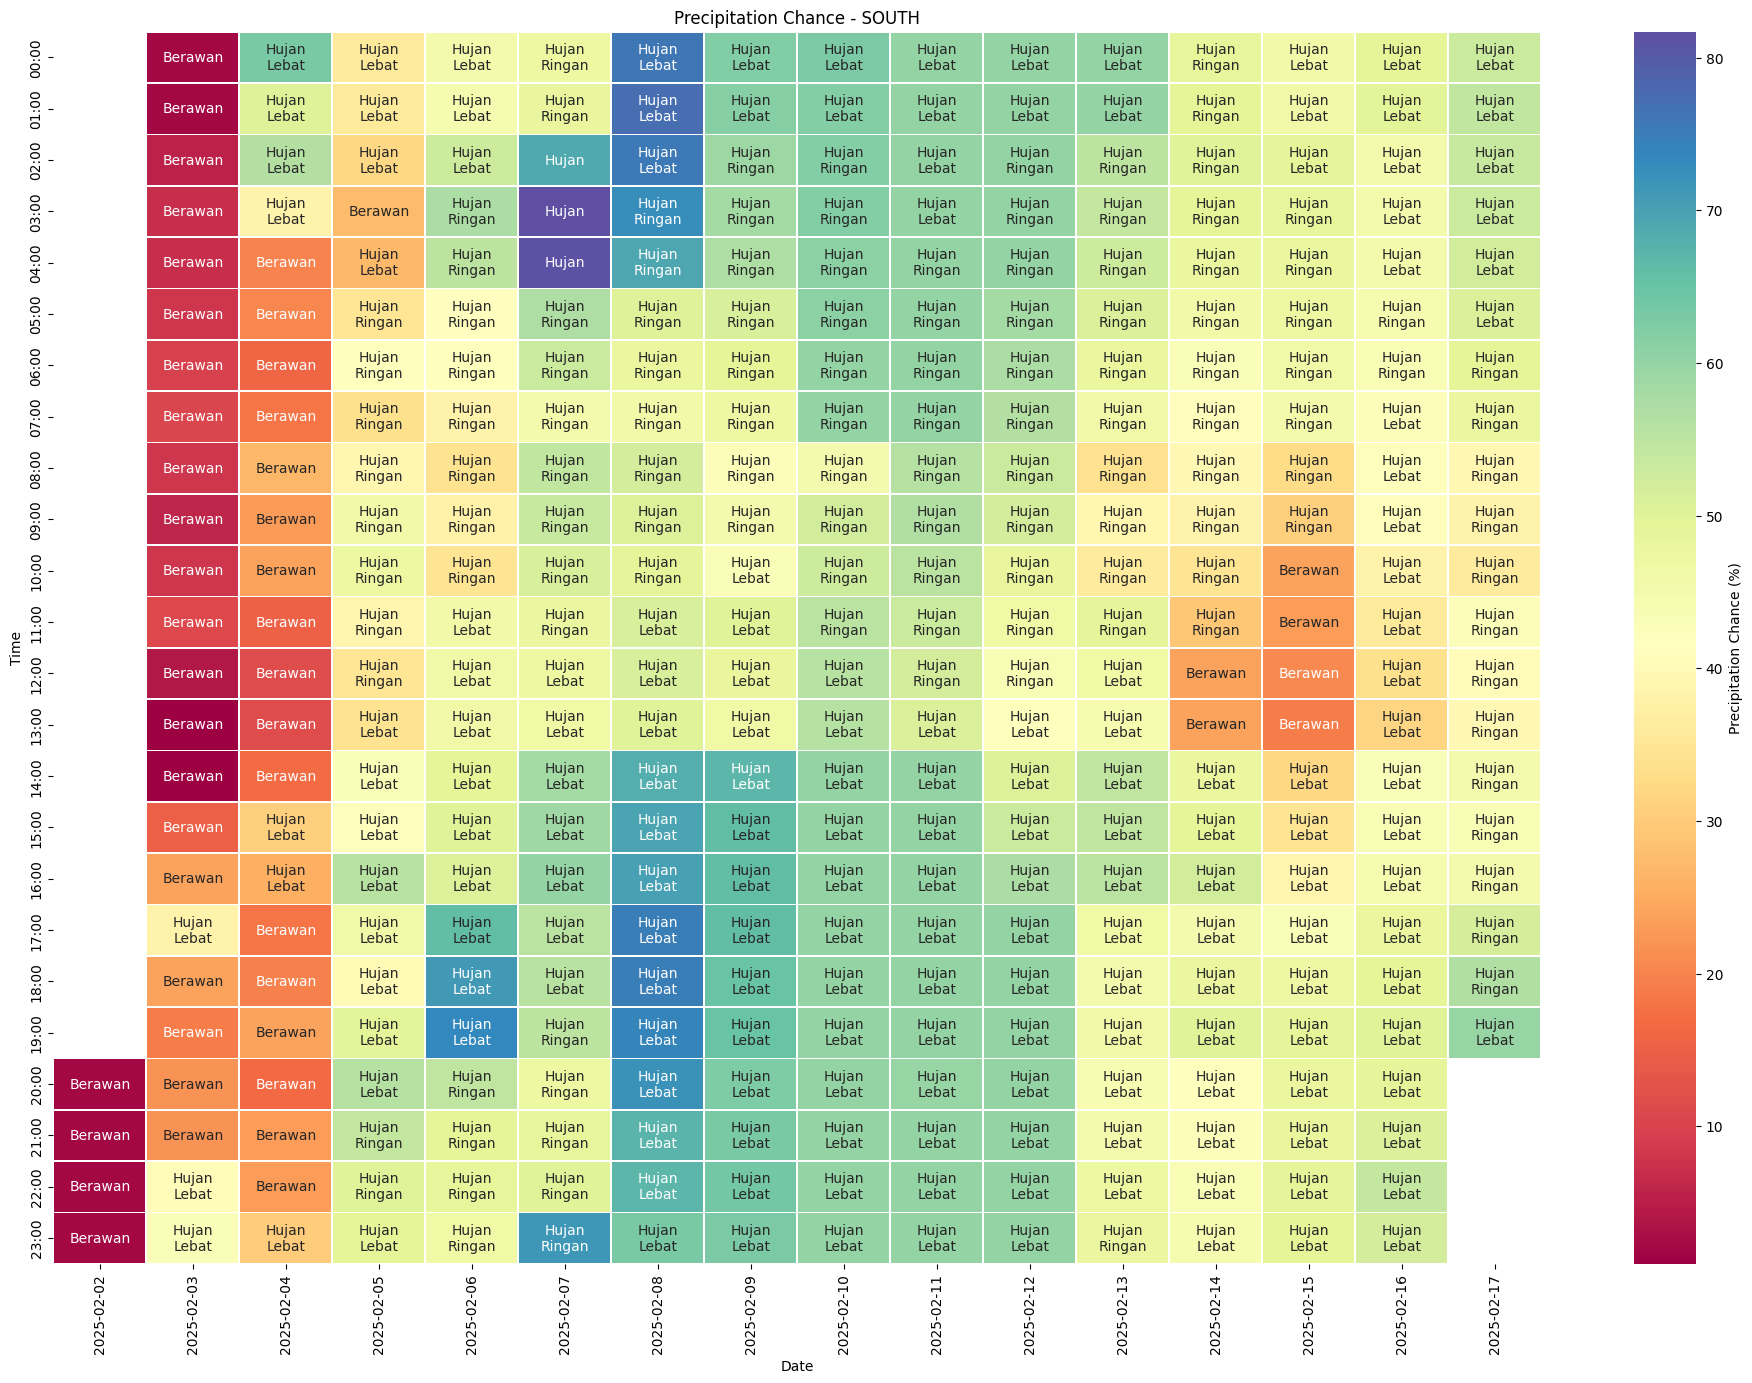 Precipitation Chance - SOUTH
00:00 Berawan Hujan Lebat Hujan Lebat Hujan Lebat Hujan Ringan Hujan Lebat Hujan Lebat Hujan Lebat Hujan Lebat Hujan Lebat Hujan Lebat Hujan Ringan Hujan Lebat Hujan Lebat Hujan Lebat
01:00 Berawan Hujan Lebat Hujan Lebat Hujan Lebat Hujan Ringan Hujan Lebat Hujan Lebat Hujan Lebat Hujan Lebat Hujan Lebat Hujan Lebat Hujan Ringan Hujan Lebat Hujan Lebat Hujan Lebat
02:00 Berawan Hujan Lebat Hujan Lebat Hujan Lebat Hujan Hujan Lebat Hujan Ringan Hujan Ringan Hujan Lebat Hujan Ringan Hujan Ringan Hujan Ringan Hujan Lebat Hujan Lebat Hujan Lebat
03:00 Berawan Hujan Lebat Berawan Hujan Ringan Hujan Hujan Ringan Hujan Ringan Hujan Ringan Hujan Lebat Hujan Ringan Hujan Ringan Hujan Ringan Hujan Ringan Hujan Lebat Hujan Lebat
04:00 Berawan Berawan Hujan Lebat Hujan Ringan Hujan Hujan Ringan Hujan Ringan Hujan Ringan Hujan Ringan Hujan Ringan Hujan Ringan Hujan Ringan Hujan Ringan Hujan Lebat Hujan Lebat
05:00 Berawan Berawan Hujan Ringan Hujan Ringan Hujan Ringan Hujan Ringan Hujan Ringan Hujan Ringan Hujan Ringan Hujan Ringan Hujan Ringan Hujan Ringan Hujan Ringan Hujan Ringan Hujan Lebat
06:00 Berawan Berawan Hujan Ringan Hujan Ringan Hujan Ringan Hujan Ringan Hujan Ringan Hujan Ringan Hujan Ringan Hujan Ringan Hujan Ringan Hujan Ringan Hujan Ringan Hujan Ringan Hujan Ringan
07:00 Berawan Berawan Hujan Ringan Hujan Ringan Hujan Ringan Hujan Ringan Hujan Ringan Hujan Ringan Hujan Ringan Hujan Ringan Hujan Ringan Hujan Ringan Hujan Ringan Hujan Lebat Hujan Ringan
08:00 Berawan Berawan Hujan Ringan Hujan Ringan Hujan Ringan Hujan Ringan Hujan Ringan Hujan Ringan Hujan Ringan Hujan Ringan Hujan Ringan Hujan Ringan Hujan Ringan Hujan Lebat Hujan Ringan
09:00 Berawan Berawan Hujan Ringan Hujan Ringan Hujan Ringan Hujan Ringan Hujan Ringan Hujan Ringan Hujan Ringan Hujan Ringan Hujan Ringan Hujan Ringan Hujan Ringan Hujan Lebat Hujan Ringan
10:00 Berawan Berawan Hujan Ringan Hujan Ringan Hujan Ringan Hujan Ringan Hujan Lebat Hujan Ringan Hujan Ringan Hujan Ringan Hujan Ringan Hujan Ringan Berawan Hujan Lebat Hujan Ringan
11:00 Berawan Berawan Hujan Ringan Hujan Lebat Hujan Ringan Hujan Lebat Hujan Lebat Hujan Ringan Hujan Ringan Hujan Ringan Hujan Ringan Hujan Ringan Berawan Hujan Lebat Hujan Ringan
12:00 Berawan Berawan Hujan Ringan Hujan Lebat Hujan Lebat Hujan Lebat Hujan Lebat Hujan Lebat Hujan Ringan Hujan Ringan Hujan Lebat Berawan Berawan Hujan Lebat Hujan Ringan
13:00 Berawan Berawan Hujan Lebat Hujan Lebat Hujan Lebat Hujan Lebat Hujan Lebat Hujan Lebat Hujan Lebat Hujan Lebat Hujan Lebat Berawan Berawan Hujan Lebat Hujan Ringan
14:00 Berawan Berawan Hujan Lebat Hujan Lebat Hujan Lebat Hujan Lebat Hujan Lebat Hujan Lebat Hujan Lebat Hujan Lebat Hujan Lebat Hujan Lebat Hujan Lebat Hujan Lebat Hujan Ringan
15:00 Berawan Hujan Lebat Hujan Lebat Hujan Lebat Hujan Lebat Hujan Lebat Hujan Lebat Hujan Lebat Hujan Lebat Hujan Lebat Hujan Lebat Hujan Lebat Hujan Lebat Hujan Lebat Hujan Ringan
16:00 Berawan Hujan Lebat Hujan Lebat Hujan Lebat Hujan Lebat Hujan Lebat Hujan Lebat Hujan Lebat Hujan Lebat Hujan Lebat Hujan Lebat Hujan Lebat Hujan Lebat Hujan Lebat Hujan Ringan
17:00 Hujan Lebat Berawan Hujan Lebat Hujan Lebat Hujan Lebat Hujan Lebat Hujan Lebat Hujan Lebat Hujan Lebat Hujan Lebat Hujan Lebat Hujan Lebat Hujan Lebat Hujan Lebat Hujan Ringan
18:00 Berawan Berawan Hujan Lebat Hujan Lebat Hujan Lebat Hujan Lebat Hujan Lebat Hujan Lebat Hujan Lebat Hujan Lebat Hujan Lebat Hujan Lebat Hujan Lebat Hujan Lebat Hujan Ringan
19:00 Berawan Berawan Hujan Lebat Hujan Lebat Hujan Ringan Hujan Lebat Hujan Lebat Hujan Lebat Hujan Lebat Hujan Lebat Hujan Lebat Hujan Lebat Hujan Lebat Hujan Lebat Hujan Lebat
20:00 Berawan Berawan Berawan Hujan Lebat Hujan Ringan Hujan Ringan Hujan Lebat Hujan Lebat Hujan Lebat Hujan Lebat Hujan Lebat Hujan Lebat Hujan Lebat Hujan Lebat Hujan Lebat
21:00 Berawan Berawan Berawan Hujan Ringan Hujan Ringan Hujan Ringan Hujan Lebat Hujan Lebat Hujan Lebat Hujan Lebat Hujan Lebat Hujan Lebat Hujan Lebat Hujan Lebat Hujan Lebat
22:00 Berawan Hujan Lebat Berawan Hujan Ringan Hujan Ringan Hujan Ringan Hujan Lebat Hujan Lebat Hujan Lebat Hujan Lebat Hujan Lebat Hujan Lebat Hujan Lebat Hujan Lebat Hujan Lebat
23:00 Berawan Hujan Lebat Hujan Lebat Hujan Lebat Hujan Ringan Hujan Ringan Hujan Lebat Hujan Lebat Hujan Lebat Hujan Lebat Hujan Lebat Hujan Ringan Hujan Lebat Hujan Lebat Hujan Lebat
Time
2025-02-02 2025-02-03 2025-02-04 2025-02-05 2025-02-06 2025-02-07 2025-02-08 2025-02-09 2025-02-10 2025-02-11 2025-02-12 2025-02-13 2025-02-14 2025-02-15 2025-02-16 2025-02-17
Date
80
70
60
50
40
30
20
10
Precipitation Chance (%)